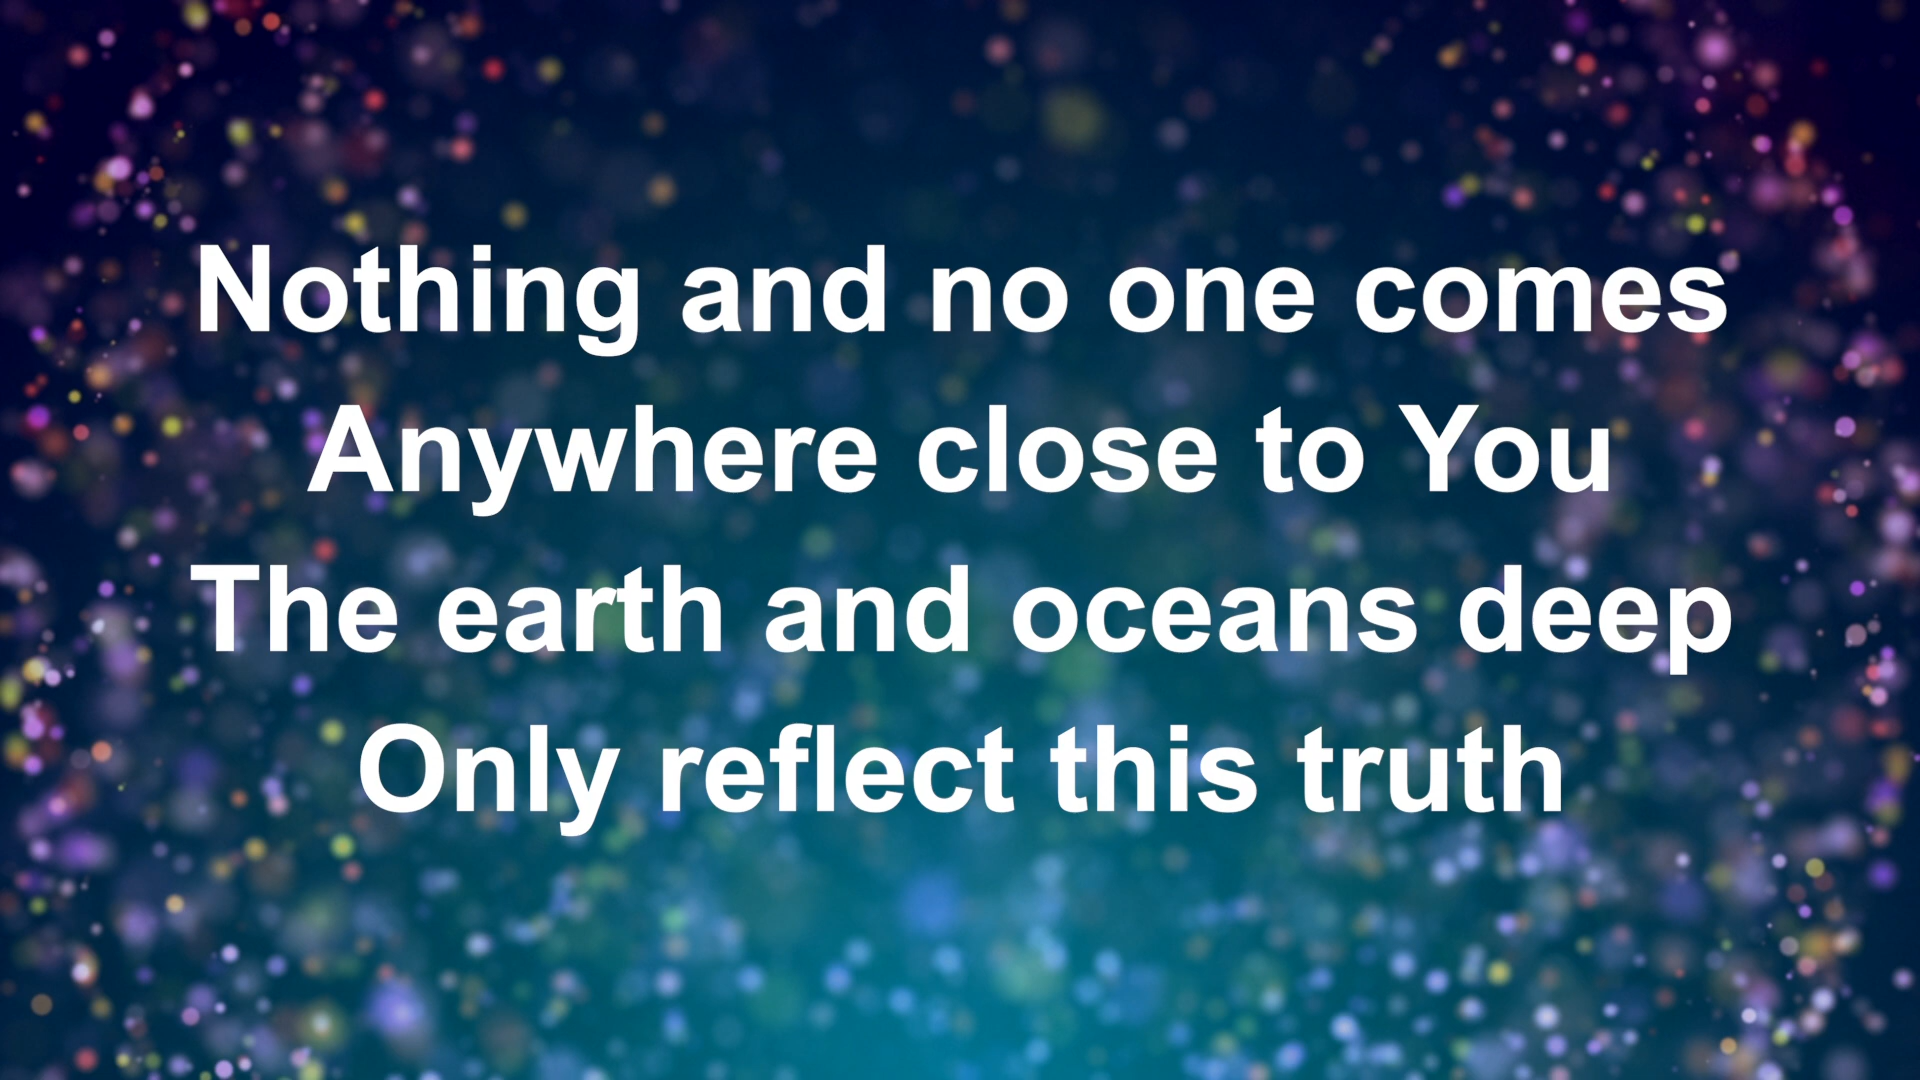 Nothing and no one comes
Anywhere close to You
The earth and oceans deep
Only reflect this truth